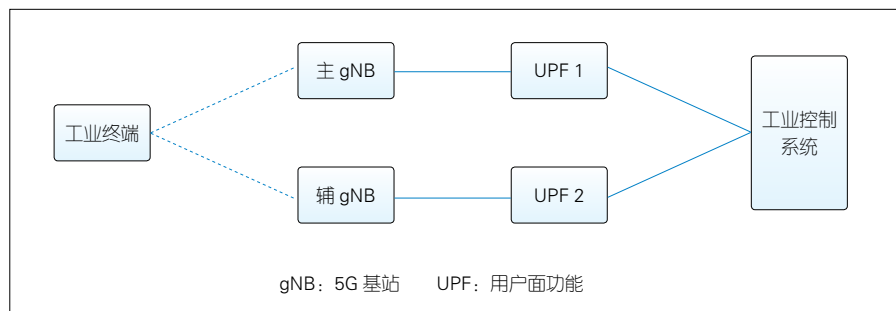 主 gNB
UPF 1
工业终端
工业控制
系统
辅 gNB
UPF 2
gNB：5G 基站 UPF：用户面功能